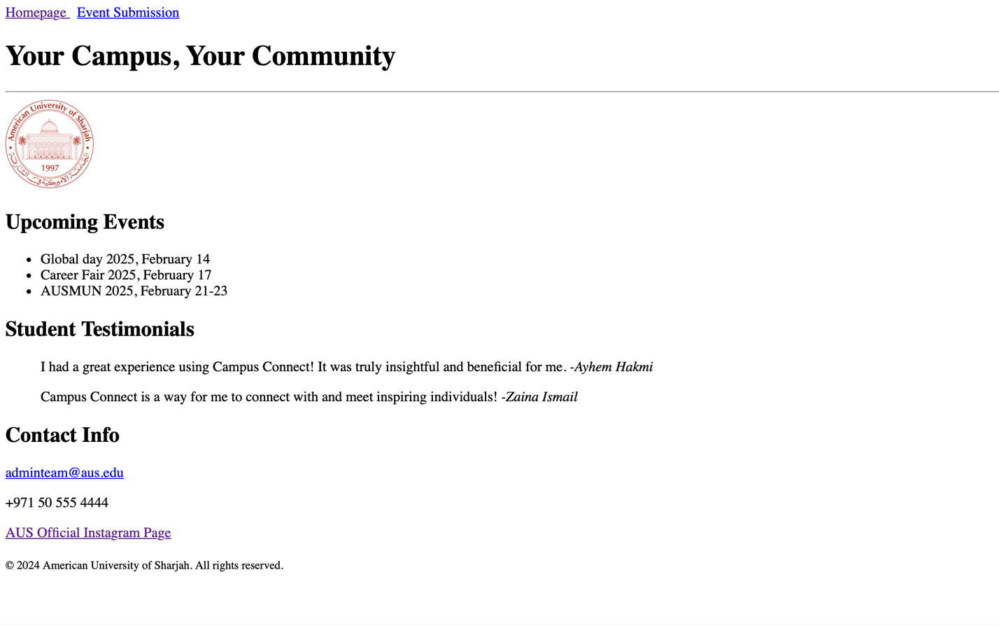 Homepage Event Submission
Your Campus, Your Community
American University of Sharjah
1997
الجامعة الأميركية في الشارقة
Upcoming Events
• Global day 2025, February 14
• Career Fair 2025, February 17
• AUSMUN 2025, February 21-23
Student Testimonials
I had a great experience using Campus Connect! It was truly insightful and beneficial for me. -Ayhem Hakmi
Campus Connect is a way for me to connect with and meet inspiring individuals! -Zaina Ismail
Contact Info
adminteam@aus.edu
+971 50 555 4444
AUS Official Instagram Page
© 2024 American University of Sharjah. All rights reserved.